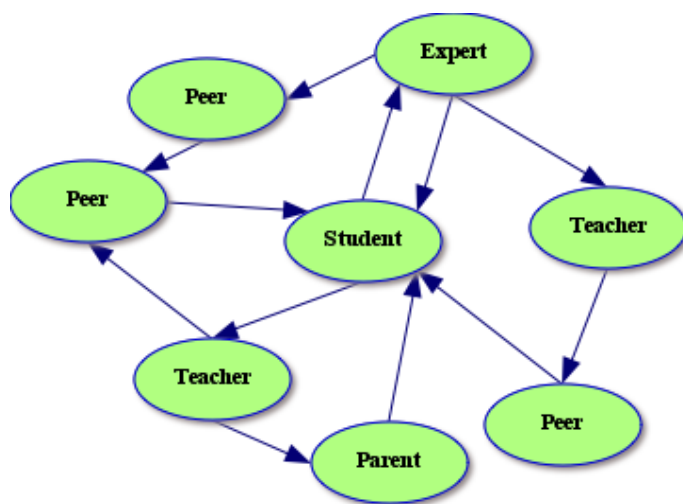 Expert
Peer
Peer
Student
Teacher
Teacher
Peer
Parent